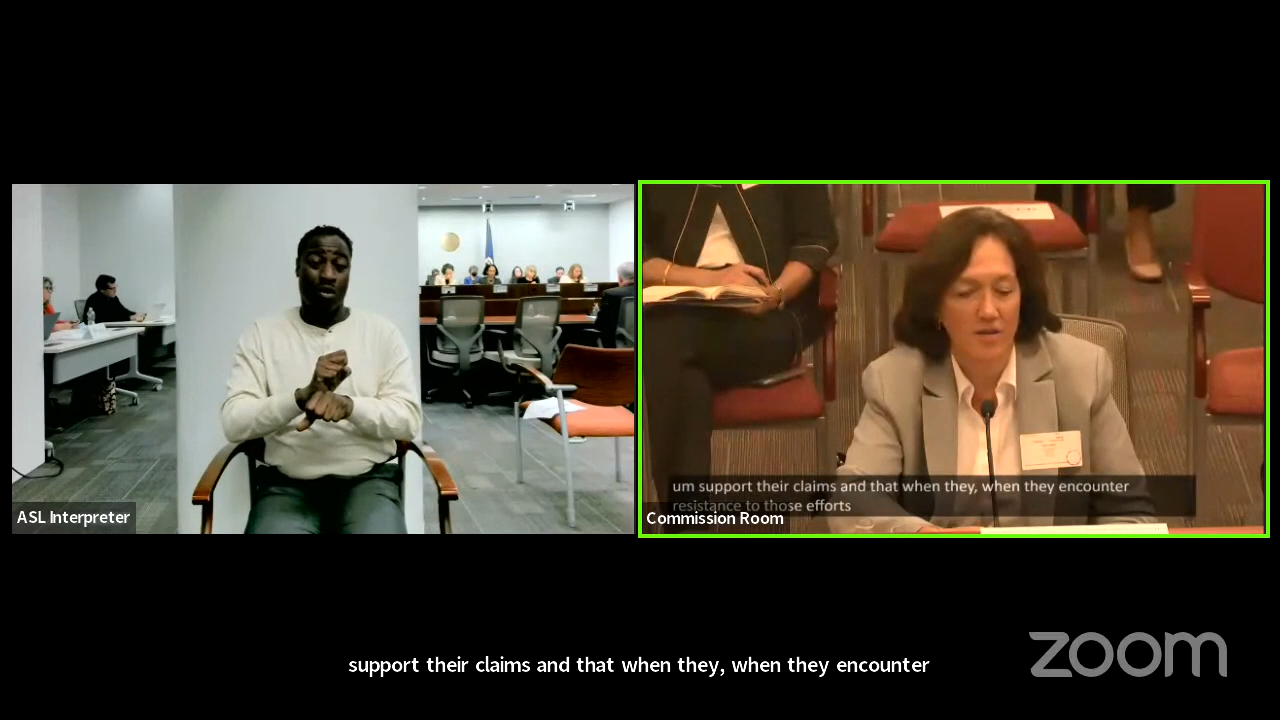 ASL Interpreter
um support their claims and that when they, when they encounter
resistance to those efforts
Commission Room
support their claims and that when they, when they encounter
zoom